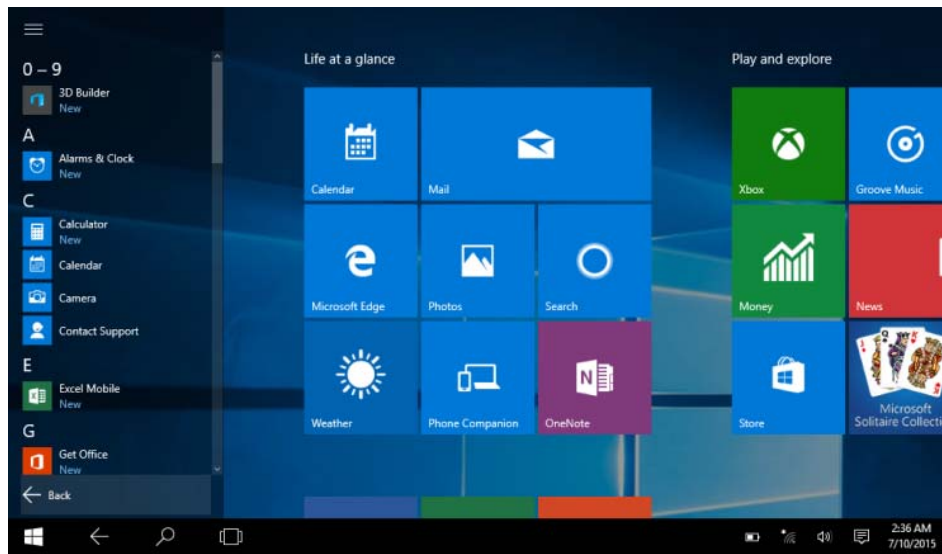 0 – 9
3D Builder
New
A
Alarms & Clock
New
C
Calculator
New
Calendar
Camera
Contact Support
E
Excel Mobile
New
G
Get Office
New
Back
Life at a glance
Calendar
Mail
Microsoft Edge
Photos
Search
Weather
Phone Companion
OneNote
Play and explore
Xbox
Groove Music
Money
News
Store
Microsoft
Solitaire Collecti
2:36 AM
7/10/2015